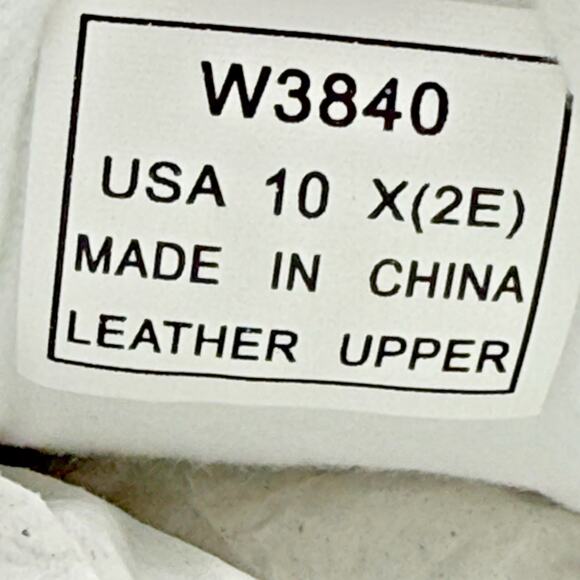 W3840
USA 10 X(2E)
MADE IN CHINA
LEATHER UPPER